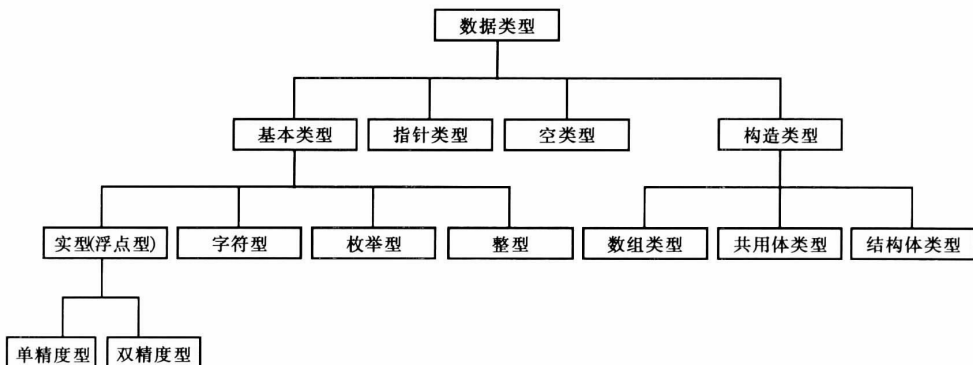 数据类型
基本类型 指针类型 空类型 构造类型
实型(浮点型) 字符型 枚举型 整型 数组类型 共用体类型 结构体类型
单精度型 双精度型